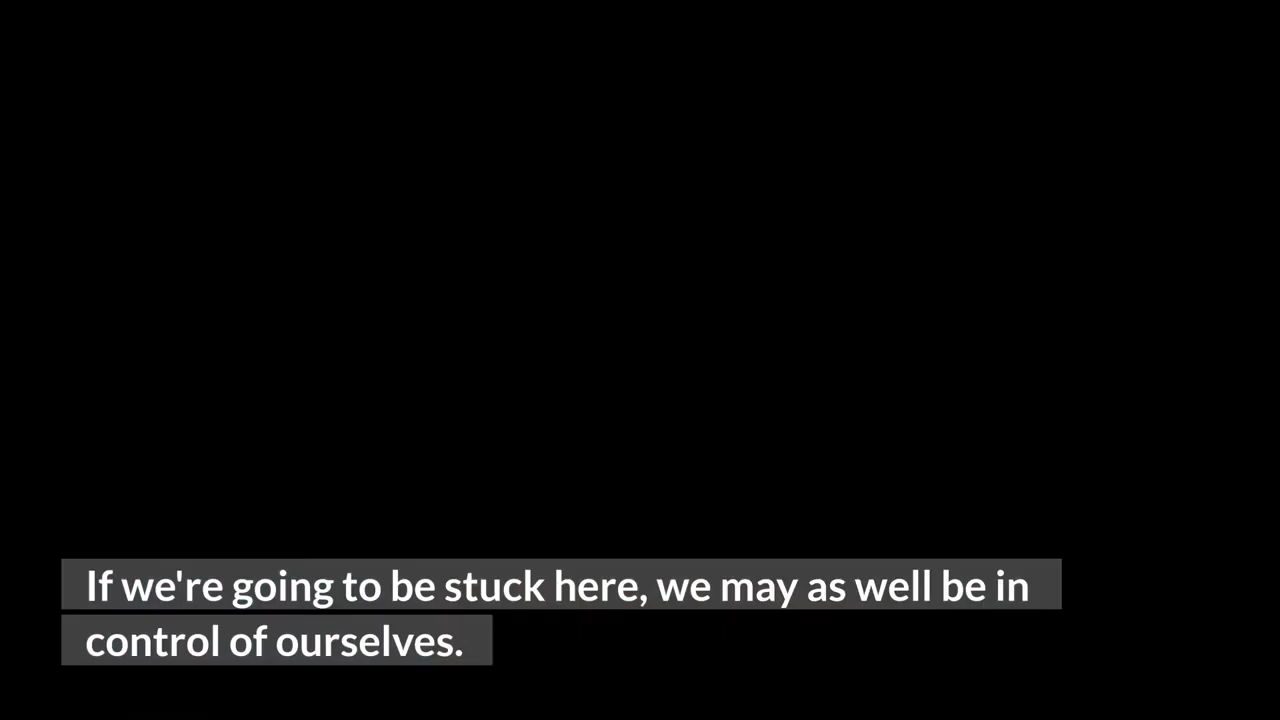 If we're going to be stuck here, we may as well be in
control of ourselves.